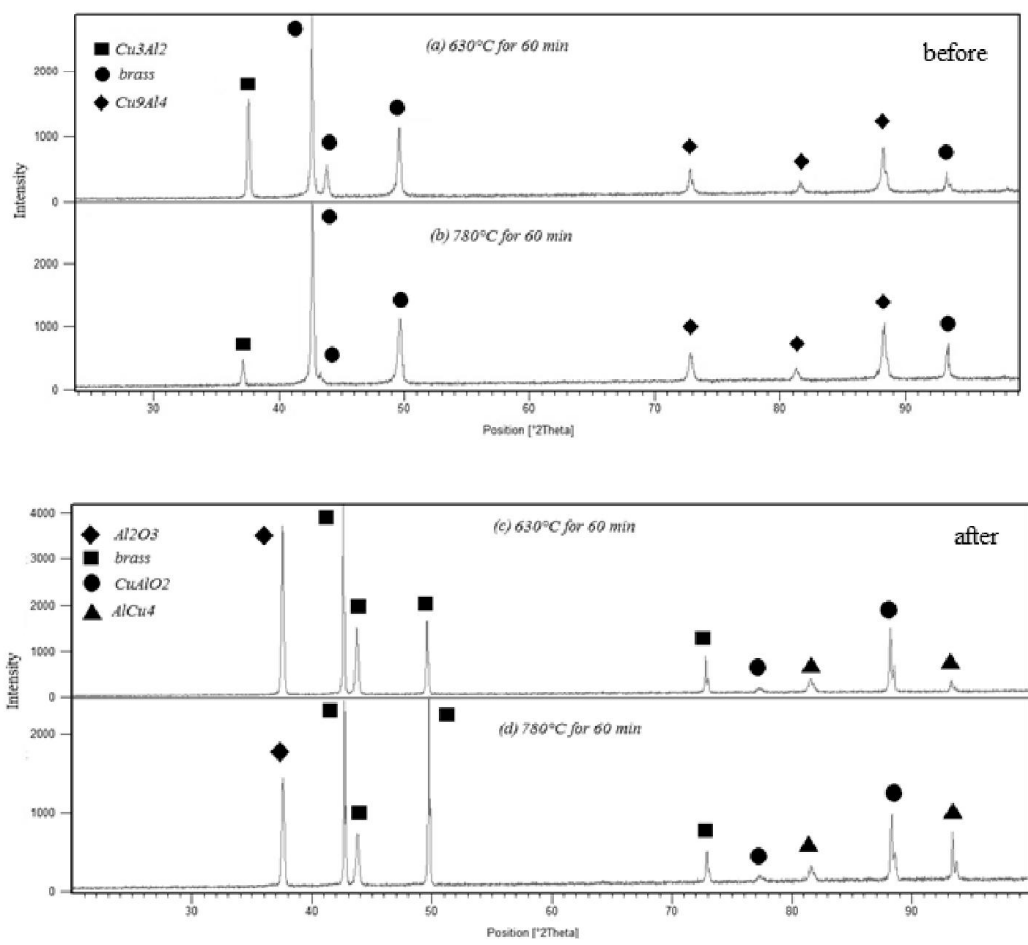 (a) 630°C for 60 min
before
Cu3Al2
brass
Cu9Al4
2000
1000
0
Intensity
(b) 780°C for 60 min
2000
1000
0
30 40 50 60 70 80 90
Position [°2Theta]
4000
3000
2000
1000
0
Intensity
(c) 630°C for 60 min
after
Al2O3
brass
CuAlO2
AlCu4
(d) 780°C for 60 min
2000
1000
0
30 40 50 60 70 80 90
Position [°2Theta]